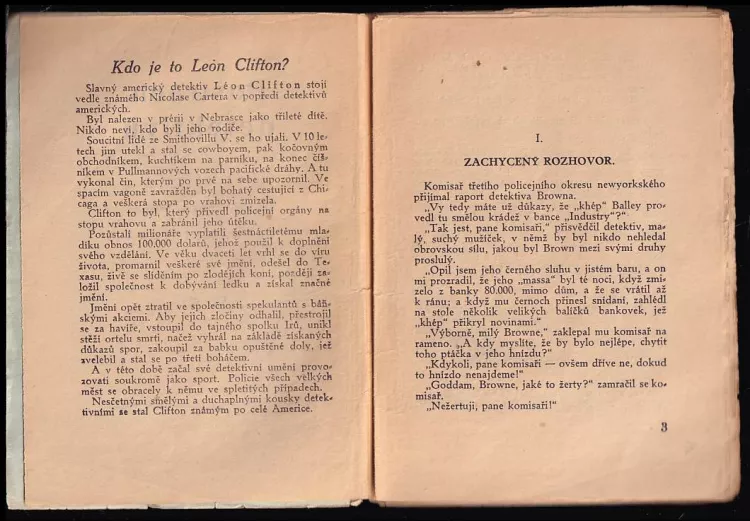 Kdo je to Leòn Clifton?
Slavný americký detektiv Léon Clifton stojí
vedle známého Nicolase Cartera v popředí detektivů
amerických.
Byl nalezen v prérii v Nebrasce jako tříleté dítě.
Nikdo neví, kdo byli jeho rodiče.
Soucitní lidé ze Smithovillu V. se ho ujali. V 10 le-
tech jim utekl a stal se cowboyem, pak kočovným
obchodníkem, kuchtíkem na parníku, na konec číš-
níkem v Pullmannových vozech pacifické dráhy. A tu
vykonal čin, kterým po prvé na sebe upozornil. Ve
spacím vagoně zavražděn byl bohatý cestující z Chi-
caga a veškerá stopa po vrahovi zmizela.
Clifton to byl, který přivedl policejní orgány na
stopu vrahovu a zabránil jeho útěku.
Pozůstalí milionáře vyplatili šestnáctiletému mla-
díku obnos 100.000 dolarů, jehož použil k doplnění
svého vzdělání. Ve věku dvaceti let vrhl se do víru
života, promarnil veškeré své jmění, odešel do Te-
xasu, živě se slíděním po zlodějích koní, později za-
ložil společnost k dobývání ledku a získal značné
jmění.
Jmění opět ztratil ve společnosti spekulantů s báň-
skými akciemi. Aby jejich zločiny odhalil, přestrojil
se za havíře, vstoupil do tajného spolku Irů, unikl
stěží ortelu smrti, načež vyhrál na základě získaných
důkazů spor, zakoupil za babku opuštěné doly, jež
zvelebil a stal se po třetí boháčem.
A v této době začal své detektivní umění provo-
zovati soukromě jako sport. Policie všech velkých
měst se obracely k němu ve spletitých případech.
Nesčetnými smělými a duchaplnými kousky detek-
tivními se stal Clifton známým po celé Americe.
I.
ZACHYCENÝ ROZHOVOR.
Komisař třetího policejního okresu newyorkského
přijímal raport detektiva Browna.
„Vy tedy máte už důkazy, že „khép“ Balley pro-
vedl tu smělou krádež v bance „Industry“?“
„Tak jest, pane komisaři,“ přisvědčil detektiv, ma-
lý, suchý mužíček, v němž by byl nikdo nehledal
obrovskou sílu, jakou byl Brown mezi svými druhy
proslulý.
„Opil jsem jeho černého sluhu v jistém baru, a on
mi prozradil, že jeho „massa“ byl té noci, když zmi-
zelo z banky 80.000, mimo dům, a že se vrátil až
k ránu; a když mu černoch přinesl snídani, zahlédl
na stole několik velikých balíčků bankovek, jež
„khép“ přikryl novinami.“
„Výborně, milý Browne,“ zaklepal mu komisař na
rameno. „A kdy myslíte, že by bylo nejlépe, chytit
toho ptáčka v jeho hnízdu?“
„Kdykoli, pane komisaři — ovšem dříve ne, dokud
to hnízdo nenajdeme!“
„Goddam, Browne, jaké to žerty?“ zamračil se ko-
misař.
„Nežertuji, pane komisaři!“
3